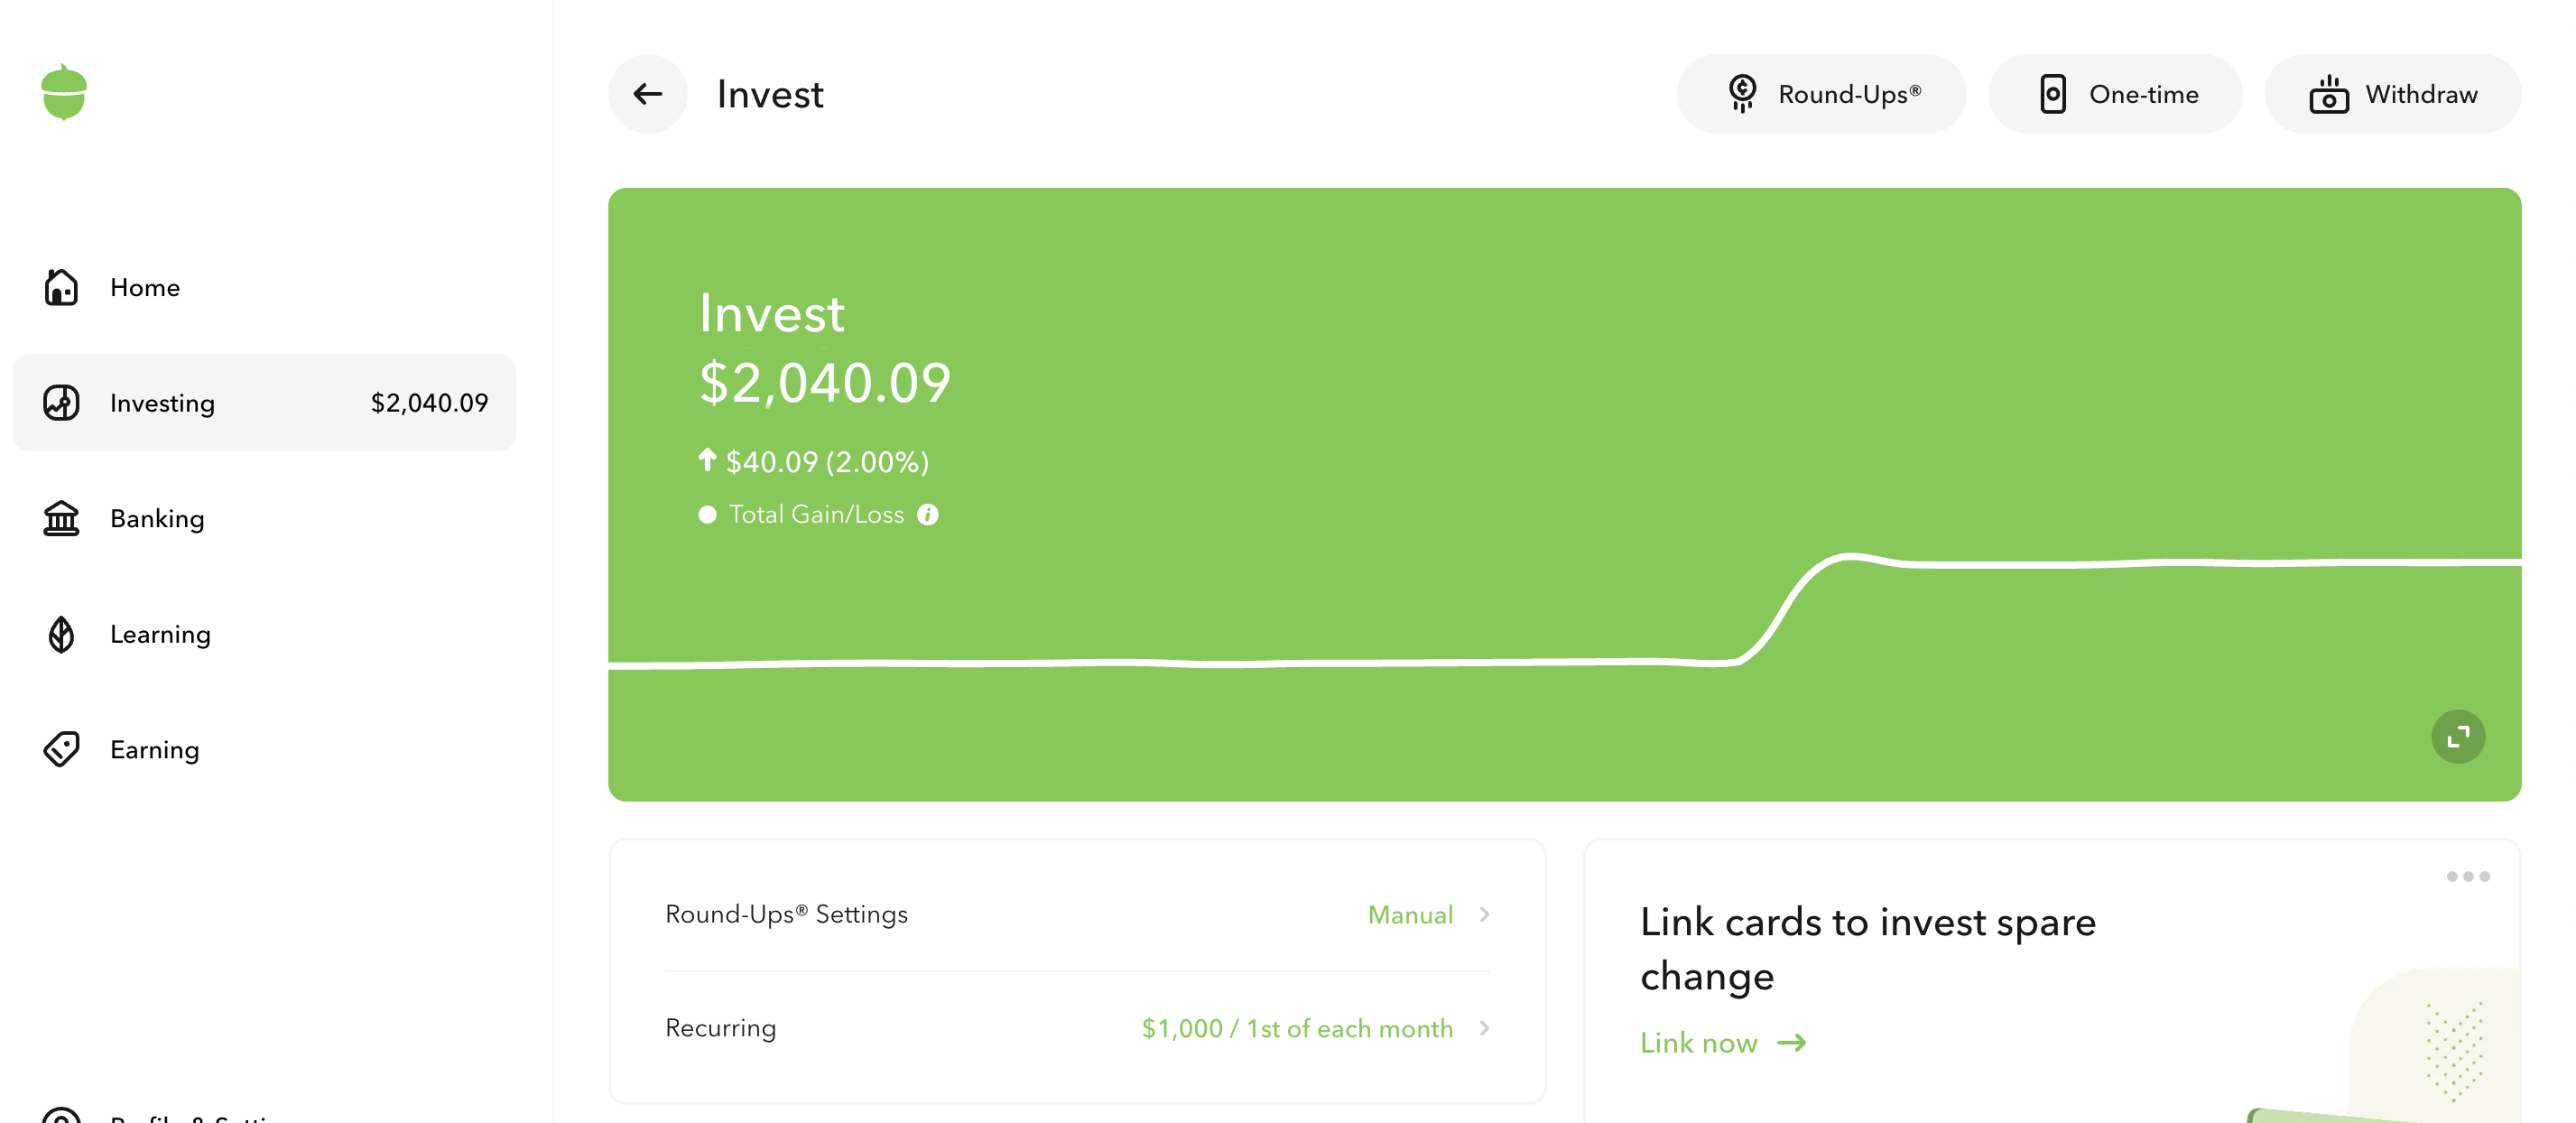 Invest
Round-Ups®
One-time
Withdraw
Home
Investing $2,040.09
Banking
Learning
Earning
Invest
$2,040.09
$40.09 (2.00%)
Total Gain/Loss
Round-Ups® Settings Manual
Recurring $1,000 / 1st of each month
Link cards to invest spare
change
Link now